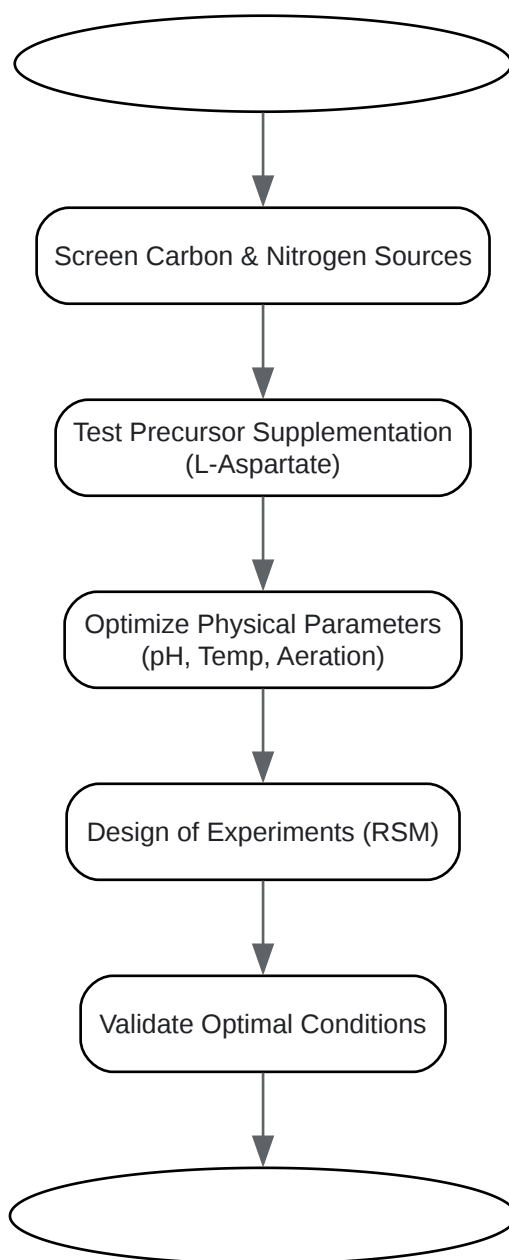 Screen Carbon & Nitrogen Sources
Test Precursor Supplementation
(L-Aspartate)
Optimize Physical Parameters
(pH, Temp, Aeration)
Design of Experiments (RSM)
Validate Optimal Conditions